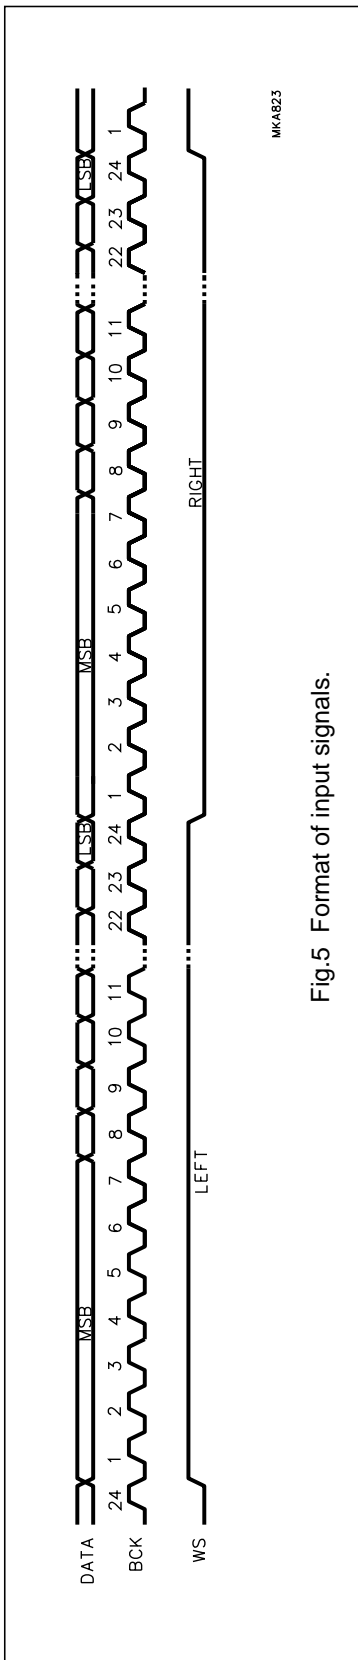 DATA MSB LSB MSB LSB
BCK 24 1 2 3 4 5 6 7 8 9 10 11 22 23 24 1 2 3 4 5 6 7 8 9 10 11 22 23 24 1
WS LEFT RIGHT
MKA823
Fig.5 Format of input signals.